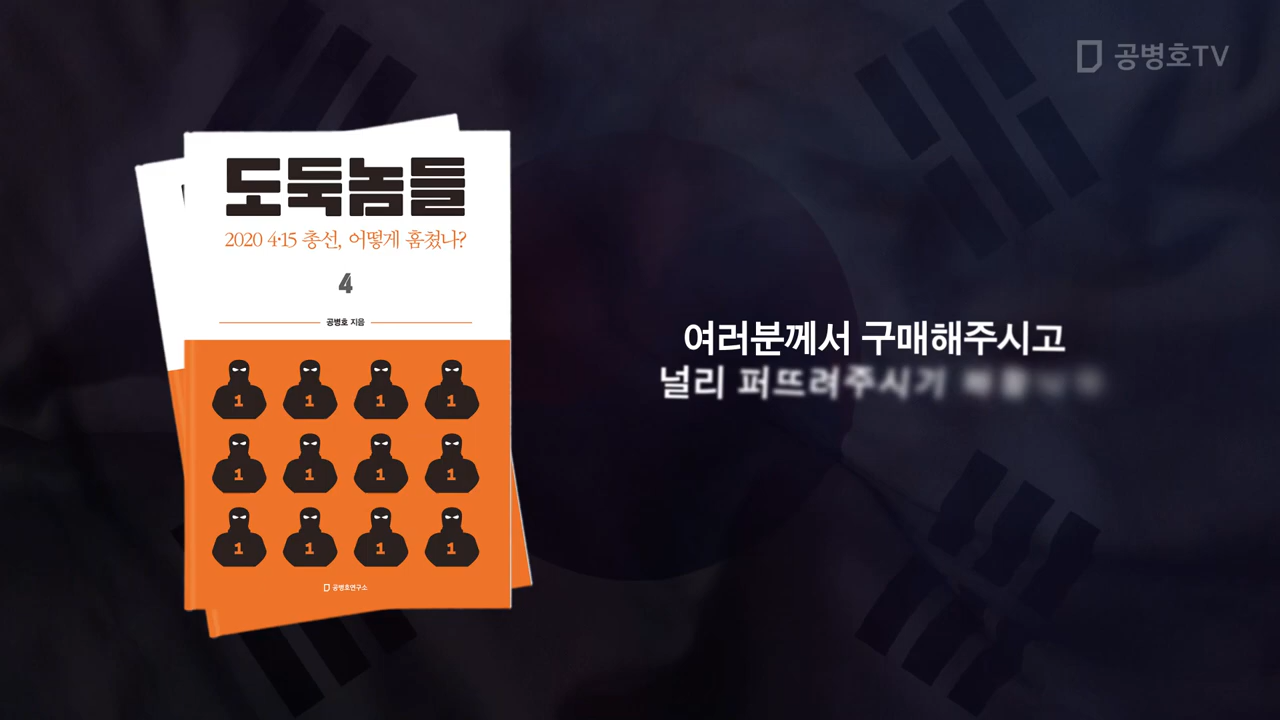 공병호TV
도둑놈들
2020 4·15 총선, 어떻게 훔쳤나?
4
공병호 지음
1 1 1 1
1 1 1 1
1 1 1 1
공병호연구소
여러분께서 구매해주시고
널리 퍼뜨려주시기